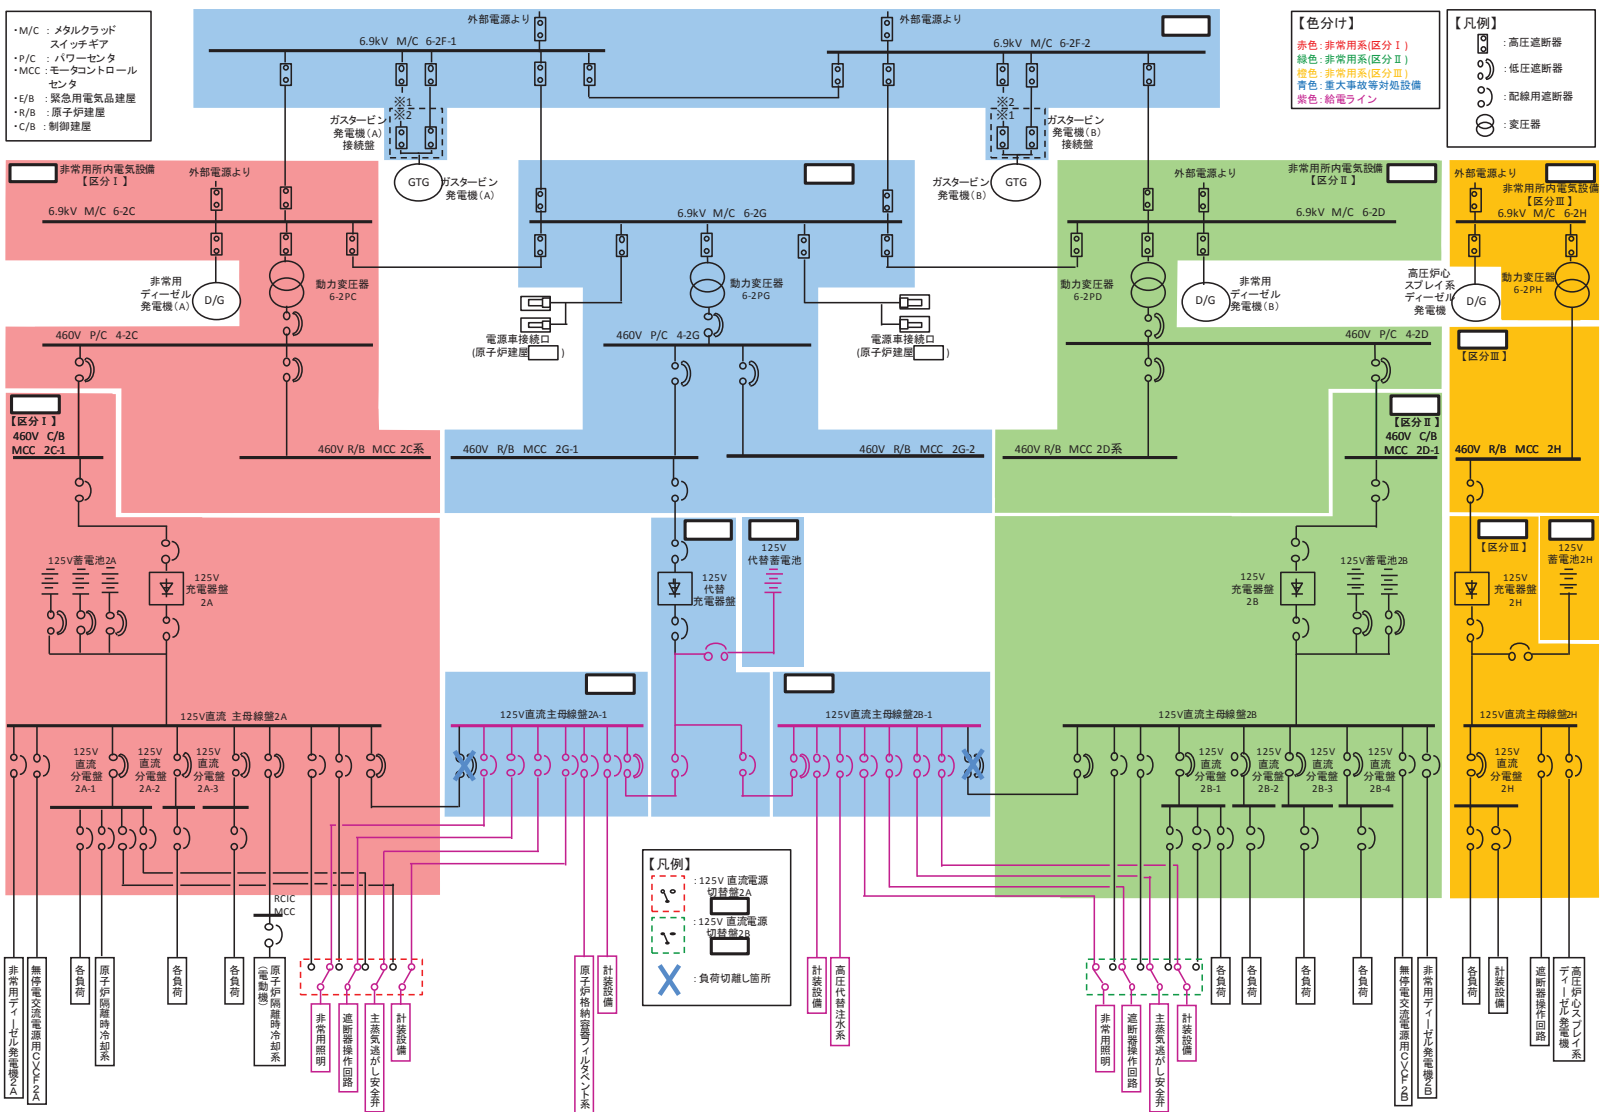 ・M/C ： メタルクラッド
スイッチギア
・P/C ： パワーセンタ
・MCC ： モータコントロール
センタ
・E/B ： 緊急用電気品建屋
・R/B ： 原子炉建屋
・C/B ： 制御建屋
外部電源より
6.9kV M/C 6-2F-1
外部電源より
6.9kV M/C 6-2F-2
【色分け】
赤色：非常用系(区分Ⅰ)
緑色：非常用系(区分Ⅱ)
橙色：非常用系(区分Ⅲ)
青色：重大事故等対処設備
紫色：給電ライン
【凡例】
：高圧遮断器
：低圧遮断器
：配線用遮断器
：変圧器
※1
※2
ガスタービン
発電機(A)
接続盤
GTG
ガスタービン
発電機(A)
※2
※1
ガスタービン
発電機(B)
接続盤
ガスタービン
発電機(B)
GTG
非常用所内電気設備
【区分Ⅰ】
外部電源より
6.9kV M/C 6-2C
非常用
ディーゼル
発電機(A)
D/G
動力変圧器
6-2PC
460V P/C 4-2C
6.9kV M/C 6-2G
動力変圧器
6-2PG
460V P/C 4-2G
電源車接続口
(原子炉建屋 )
電源車接続口
(原子炉建屋 )
非常用所内電気設備
【区分Ⅱ】
外部電源より
6.9kV M/C 6-2D
動力変圧器
6-2PD
D/G
非常用
ディーゼル
発電機(B)
460V P/C 4-2D
外部電源より
非常用所内電気設備
【区分Ⅲ】
6.9kV M/C 6-2H
高圧炉心
スプレイ系
ディーゼル
発電機
D/G
動力変圧器
6-2PH
【区分Ⅲ】
【区分Ⅰ】
460V C/B
MCC 2C-1
460V R/B MCC 2C系
460V R/B MCC 2G-1
460V R/B MCC 2G-2
460V R/B MCC 2D系
【区分Ⅱ】
460V C/B
MCC 2D-1
460V R/B MCC 2H
125V蓄電池2A
125V
充電器盤
2A
125V
代替
充電器盤
125V
代替蓄電池
125V
充電器盤
2B
125V蓄電池2B
【区分Ⅲ】
125V
充電器盤
2H
125V
蓄電池2H
125V直流 主母線盤2A
125V直流主母線盤2A-1
125V直流主母線盤2B-1
125V直流主母線盤2B
125V直流主母線盤2H
125V
直流
分電盤
2A-1
125V
直流
分電盤
2A-2
125V
直流
分電盤
2A-3
125V
直流
分電盤
2B-1
125V
直流
分電盤
2B-2
125V
直流
分電盤
2B-3
125V
直流
分電盤
2B-4
125V
直流
分電盤
2H
RCIC
MCC
【凡例】
：125V 直流電源
切替盤2A
：125V 直流電源
切替盤2B
：負荷切離し箇所
非常用ディーゼル発電機2A
無停電交流電源用CVCF2A
各負荷
原子炉隔離時冷却系
各負荷
各負荷
原子炉隔離時冷却系
(電動機)
非常用照明
遮断器操作回路
主蒸気逃がし安全弁
計装設備
原子炉格納容器フィルタベント系
計装設備
計装設備
高圧代替注水系
非常用照明
遮断器操作回路
主蒸気逃がし安全弁
計装設備
各負荷
各負荷
各負荷
各負荷
無停電交流電源用CVCF2B
非常用ディーゼル発電機2B
各負荷
計装設備
遮断器操作回路
高圧炉心スプレイ系
ディーゼル発電機